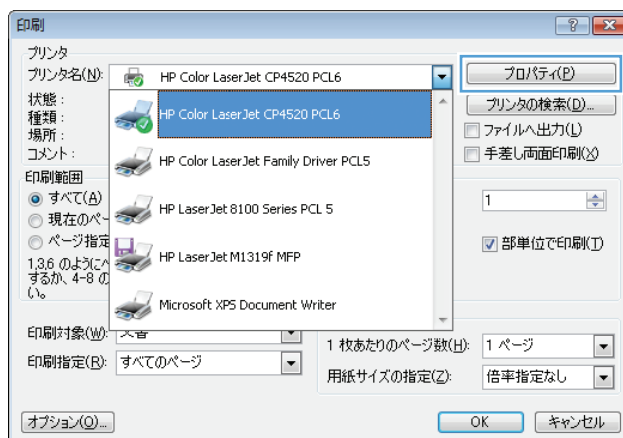 印刷
プリンタ
プリンタ名(N):
HP Color LaserJet CP4520 PCL6
プロパティ(P)
状態 :
種類 :
場所 :
コメント :
HP Color LaserJet CP4520 PCL6
HP Color LaserJet Family Driver PCL5
HP LaserJet 8100 Series PCL 5
HP LaserJet M1319f MFP
Microsoft XPS Document Writer
プリンタの検索(D)...
ファイルへ出力(L)
手差し両面印刷(X)
印刷範囲
すべて(A)
現在のペー
ページ指定
1,3,6 のようにペ
するか、4-8 の
い。
1
部単位で印刷(T)
印刷対象(W):
文書
印刷指定(R):
すべてのページ
1 枚あたりのページ数(H):
1 ページ
用紙サイズの指定(Z):
倍率指定なし
オプション(O)...
OK
キャンセル